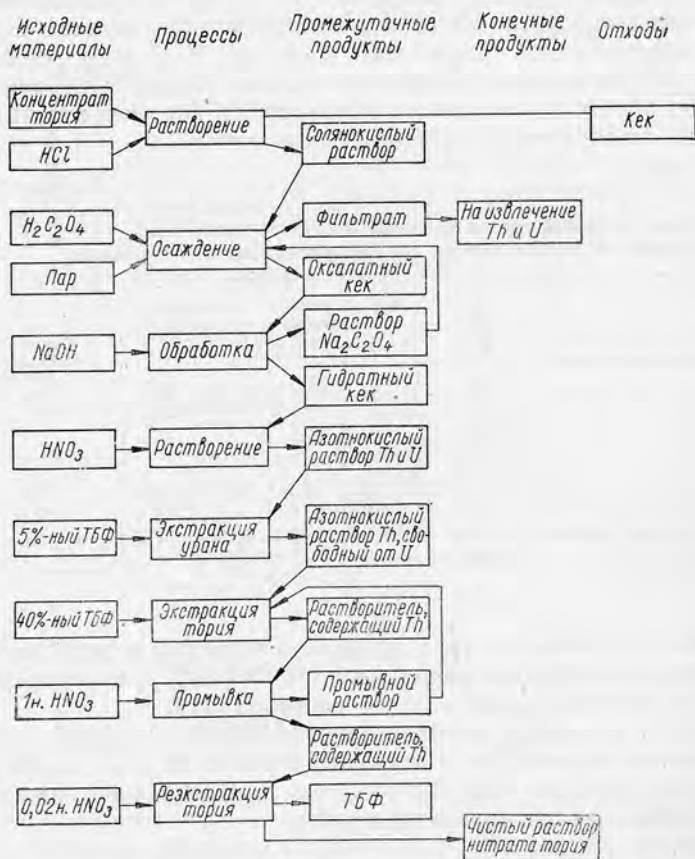 Исходные материалы
Процессы
Промежуточные продукты
Конечные продукты
Отходы
Концентрат тория
HCl
Растворение
Солянокислый раствор
Кек
H₂C₂O₄
Пар
Осаждение
Фильтрат
На извлечение Th и U
Оксалатный кек
NaOH
Обработка
Раствор Na₂C₂O₄
Гидратный кек
HNO₃
Растворение
Азотнокислый раствор Th и U
5%-ный ТБФ
Экстракция урана
Азотнокислый раствор Th, сво-
бодный от U
40%-ный ТБФ
Экстракция тория
Растворитель, содержащий Th
1н. HNO₃
Промывка
Промывной раствор
Растворитель, содержащий Th
0,02н. HNO₃
Реэкстракция тория
ТБФ
Чистый раствор нитрата тория